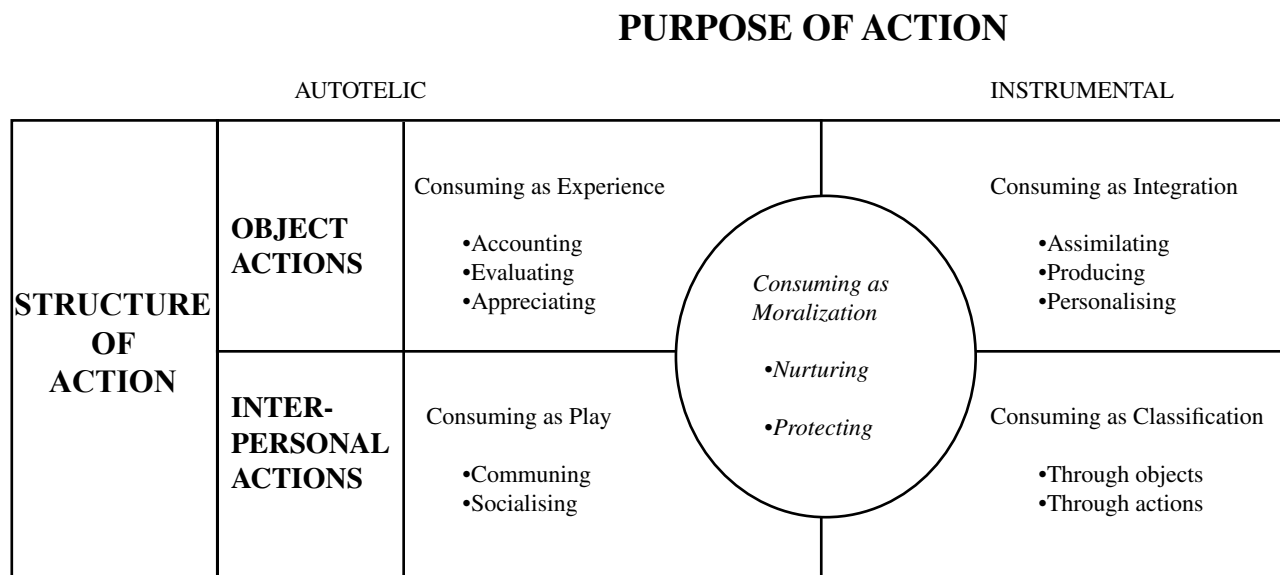 PURPOSE OF ACTION
AUTOTELIC
INSTRUMENTAL
STRUCTURE
OF
ACTION
OBJECT
ACTIONS
Consuming as Experience
•Accounting
•Evaluating
•Appreciating
Consuming as
Moralization
•Nurturing
•Protecting
Consuming as Integration
•Assimilating
•Producing
•Personalising
INTER-
PERSONAL
ACTIONS
Consuming as Play
•Communing
•Socialising
Consuming as Classification
•Through objects
•Through actions